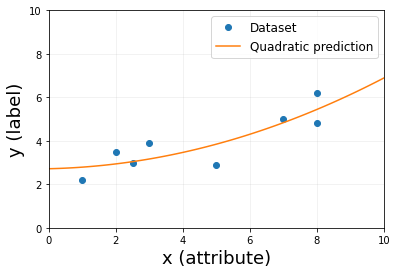 10
8
6
4
2
0
0 2 4 6 8 10
y (label)
x (attribute)
Dataset
Quadratic prediction